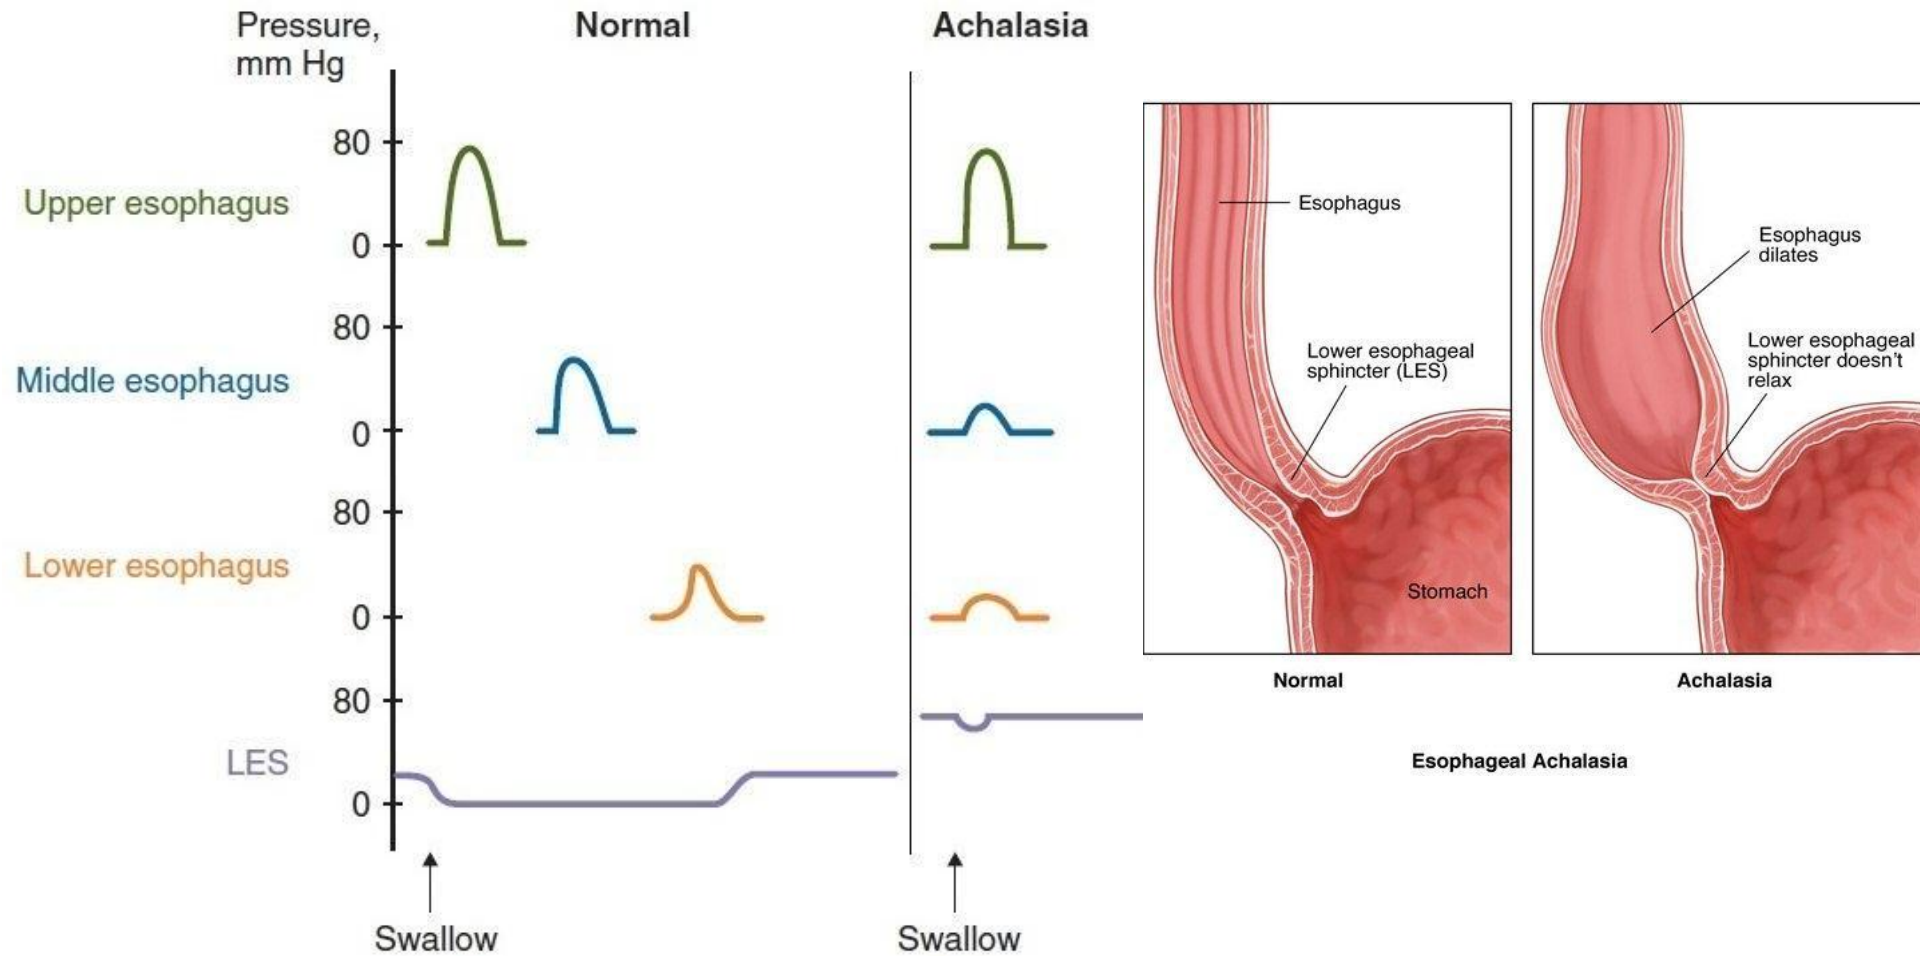 Pressure,
mm Hg
Normal
Achalasia
80
Upper esophagus
0
80
Middle esophagus
0
80
Lower esophagus
0
80
LES
0
Swallow
Swallow
Esophagus
Lower esophageal
sphincter (LES)
Stomach
Normal
Esophagus
dilates
Lower esophageal
sphincter doesn't
relax
Achalasia
Esophageal Achalasia